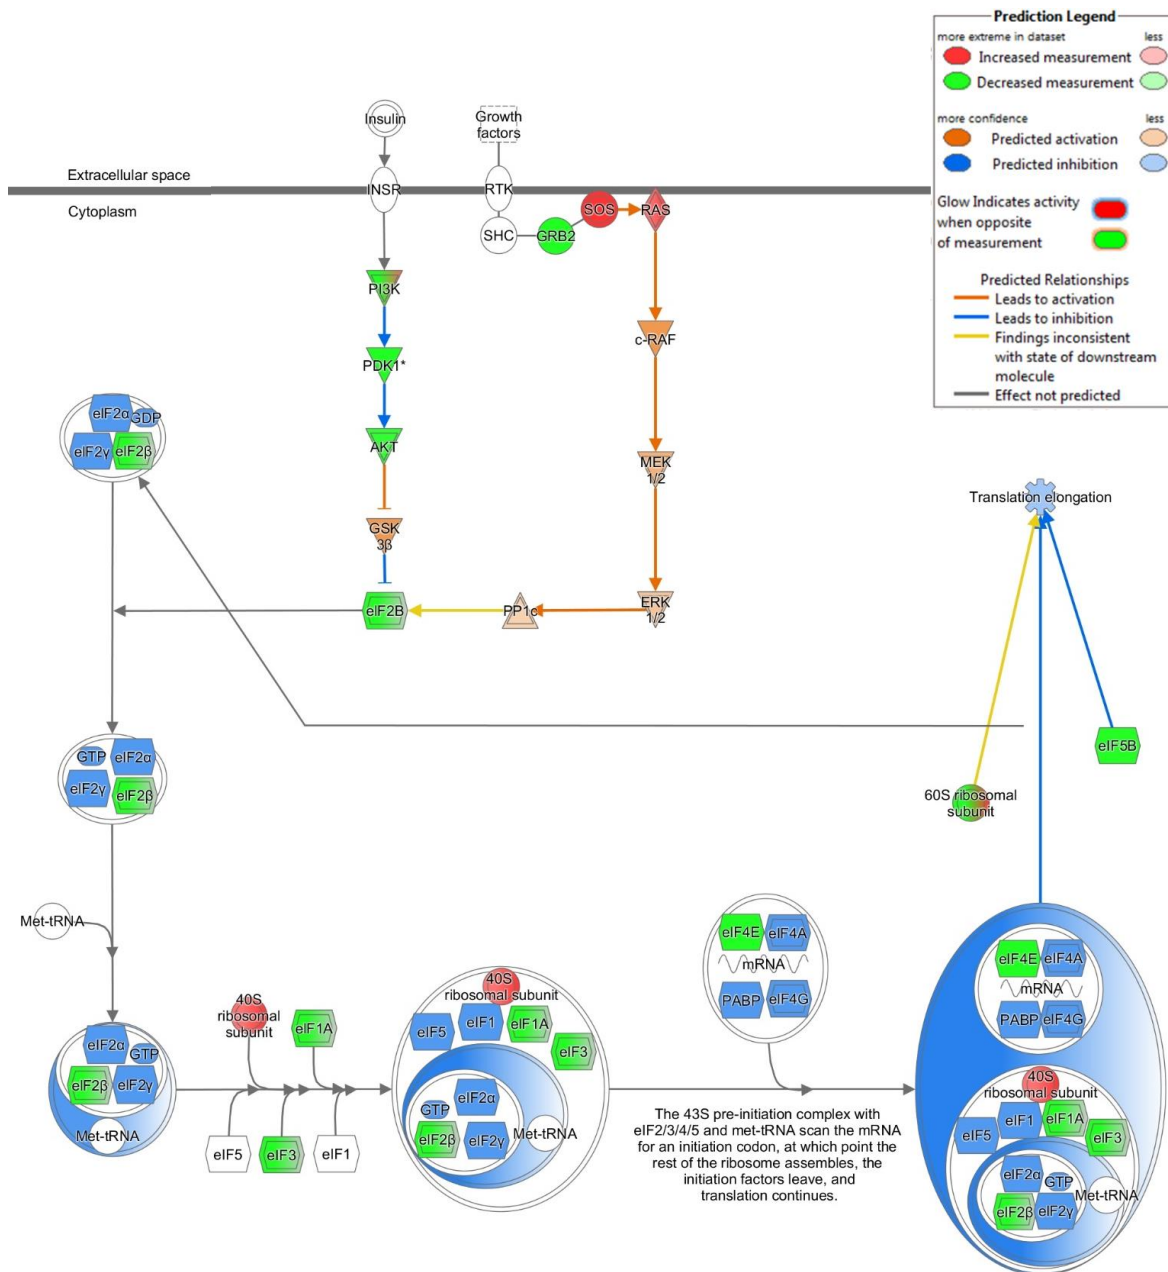 Prediction Legend
more extreme in dataset
less
Increased measurement
Decreased measurement
more confidence
less
Predicted activation
Predicted inhibition
Glow Indicates activity
when opposite
of measurement
Predicted Relationships
Leads to activation
Leads to inhibition
Findings inconsistent
with state of downstream
molecule
Effect not predicted
Insulin
Growth
factors
Extracellular space
INSR
RTK
Cytoplasm
SHC
GRB2
SOS
RAS
PI3K
c-RAF
PDK1*
AKT
MEK
1/2
GSK
3β
eIF2B
PP1c
ERK
1/2
eIF2α
GDP
eIF2γ
eIF2β
Translation elongation
eIF5B
60S ribosomal
subunit
GTP
eIF2α
eIF2γ
eIF2β
Met-tRNA
eIF2α
GTP
eIF2β
eIF2γ
Met-tRNA
40S
ribosomal
subunit
eIF1A
eIF5
eIF3
eIF1
40S
ribosomal subunit
eIF5
eIF1
eIF1A
eIF3
eIF2α
GTP
eIF2β
eIF2γ
Met-tRNA
eIF4E
eIF4A
mRNA
PABP
eIF4G
The 43S pre-initiation complex with
eIF2/3/4/5 and met-tRNA scan the mRNA
for an initiation codon, at which point the
rest of the ribosome assembles, the
initiation factors leave, and
translation continues.
eIF4E
eIF4A
mRNA
PABP
eIF4G
40S
ribosomal subunit
eIF5
eIF1
eIF1A
eIF3
eIF2α
GTP
Met-tRNA
eIF2β
eIF2γ